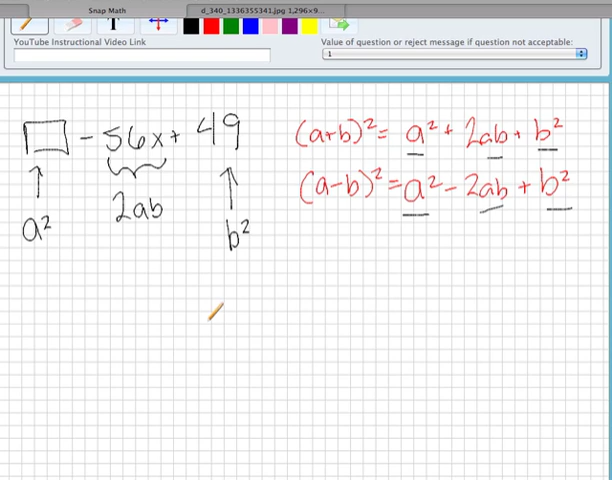 Snap Math
d_340_1336355341.jpg 1,296×9...
T
YouTube Instructional Video Link
Value of question or reject message if question not acceptable:
1
□ - 56x + 49
(a+b)² = a² + 2ab + b²
(a-b)² = a² - 2ab + b²
↑ ↑
a² 2ab b²